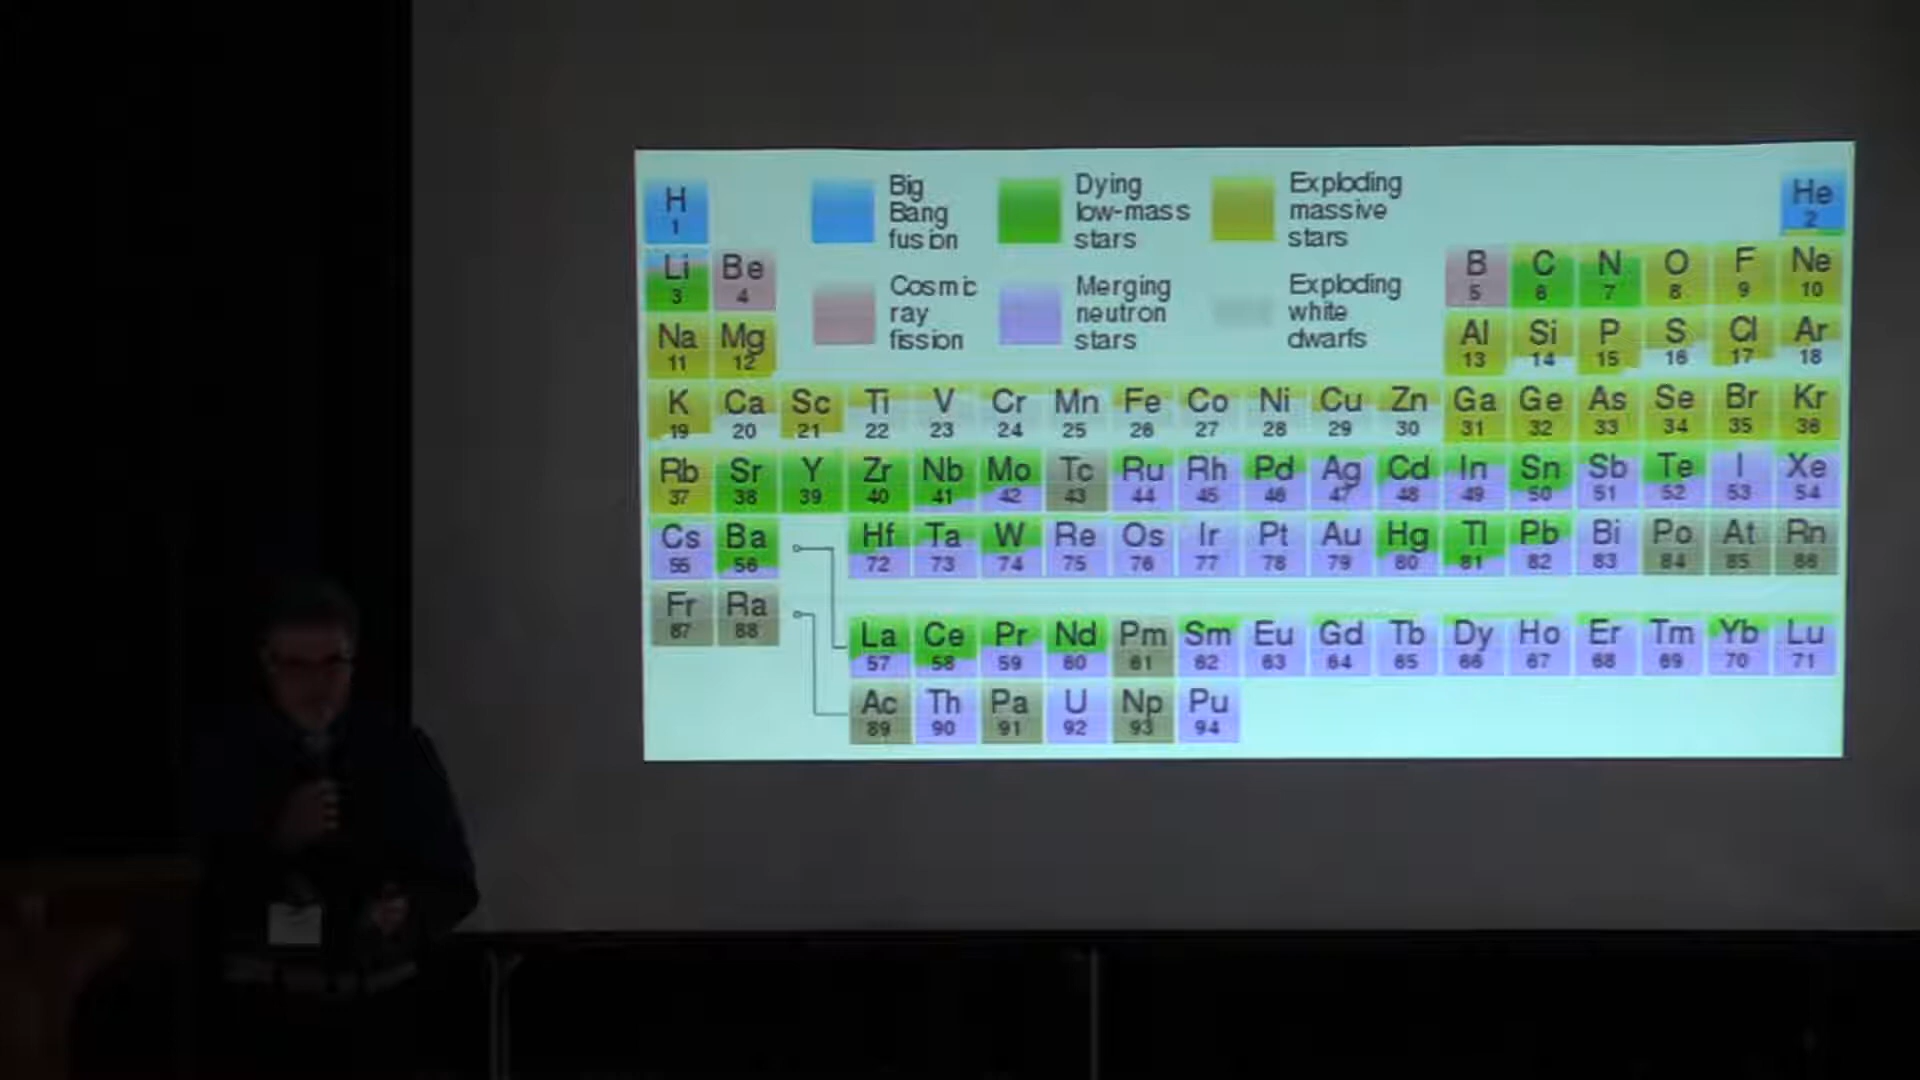 H
1
Big
Bang
fusion
Dying
low-mass
stars
Exploding
massive
stars
He
2
Li
3
Be
4
Cosmic
ray
fission
Merging
neutron
stars
Exploding
white
dwarfs
B C N O F Ne
5 6 7 8 9 10
Na Mg
11 12
Al Si P S Cl Ar
13 14 15 16 17 18
K Ca Sc Ti V Cr Mn Fe Co Ni Cu Zn Ga Ge As Se Br Kr
19 20 21 22 23 24 25 26 27 28 29 30 31 32 33 34 35 36
Rb Sr Y Zr Nb Mo Tc Ru Rh Pd Ag Cd In Sn Sb Te I Xe
37 38 39 40 41 42 43 44 45 46 47 48 49 50 51 52 53 54
Cs Ba Hf Ta W Re Os Ir Pt Au Hg Tl Pb Bi Po At Rn
55 56 72 73 74 75 76 77 78 79 80 81 82 83 84 85 86
Fr Ra
87 88
La Ce Pr Nd Pm Sm Eu Gd Tb Dy Ho Er Tm Yb Lu
57 58 59 60 61 62 63 64 65 66 67 68 69 70 71
Ac Th Pa U Np Pu
89 90 91 92 93 94